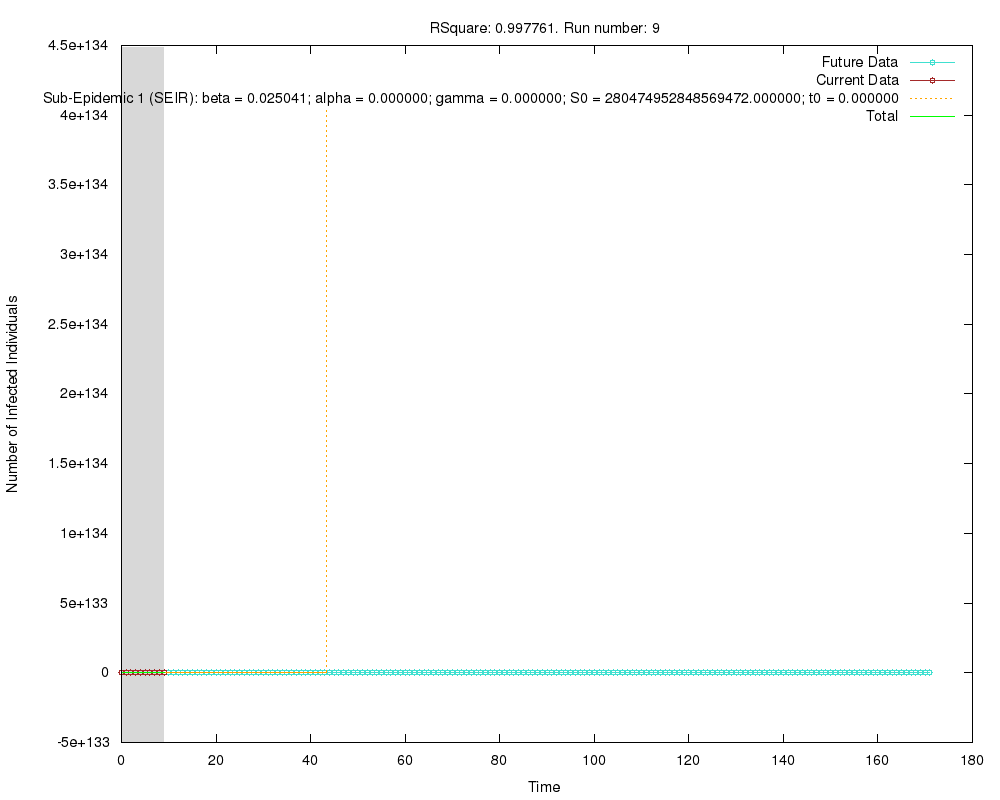 RSquare: 0.997761. Run number: 9
4.5e+134
Future Data
Current Data
Sub-Epidemic 1 (SEIR): beta = 0.025041; alpha = 0.000000; gamma = 0.000000; S0 = 280474952848569472.000000; t0 = 0.000000
4e+134
Total
3.5e+134
3e+134
2.5e+134
2e+134
1.5e+134
1e+134
5e+133
0
-5e+133
Number of Infected Individuals
0 20 40 60 80 100 120 140 160 180
Time